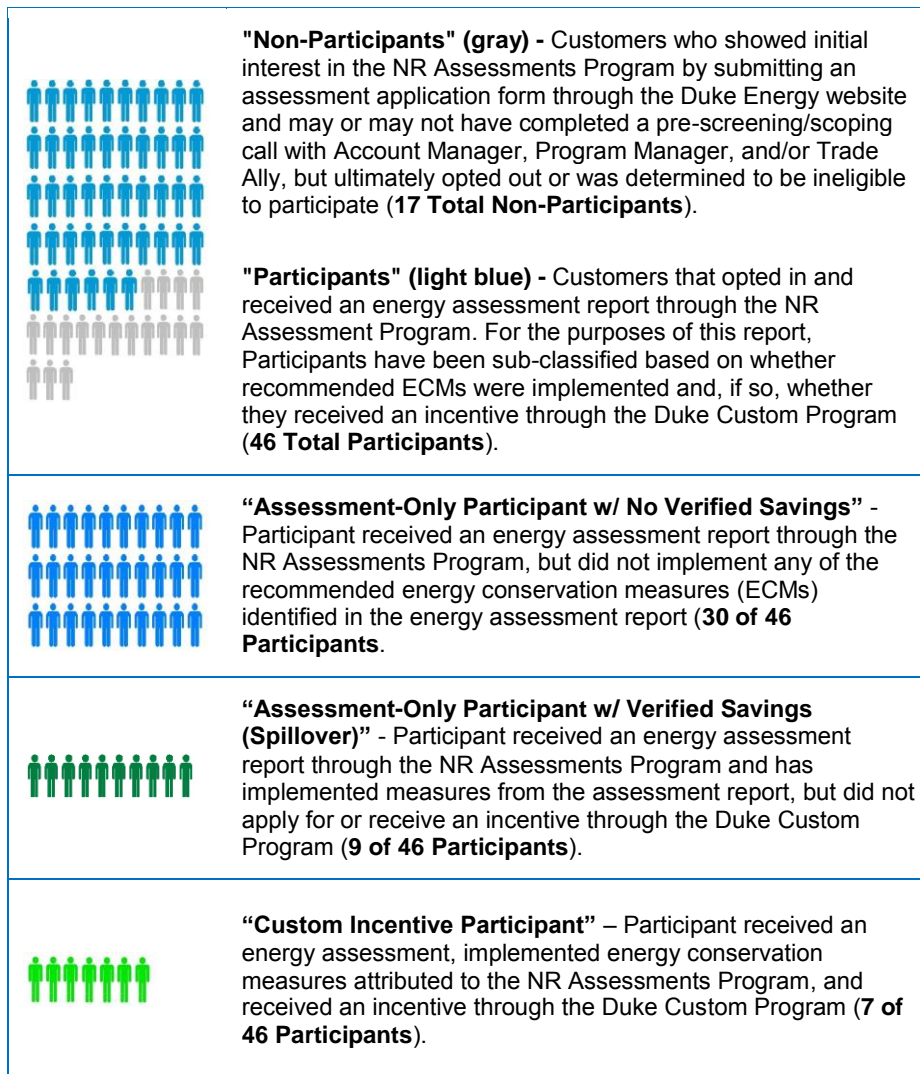 "Non-Participants" (gray) - Customers who showed initial
interest in the NR Assessments Program by submitting an
assessment application form through the Duke Energy website
and may or may not have completed a pre-screening/scoping
call with Account Manager, Program Manager, and/or Trade
Ally, but ultimately opted out or was determined to be ineligible
to participate (17 Total Non-Participants).
"Participants" (light blue) - Customers that opted in and
received an energy assessment report through the NR
Assessment Program. For the purposes of this report,
Participants have been sub-classified based on whether
recommended ECMs were implemented and, if so, whether
they received an incentive through the Duke Custom Program
(46 Total Participants).
“Assessment-Only Participant w/ No Verified Savings” -
Participant received an energy assessment report through the
NR Assessments Program, but did not implement any of the
recommended energy conservation measures (ECMs)
identified in the energy assessment report (30 of 46
Participants.
“Assessment-Only Participant w/ Verified Savings
(Spillover)” - Participant received an energy assessment
report through the NR Assessments Program and has
implemented measures from the assessment report, but did not
apply for or receive an incentive through the Duke Custom
Program (9 of 46 Participants).
“Custom Incentive Participant” – Participant received an
energy assessment, implemented energy conservation
measures attributed to the NR Assessments Program, and
received an incentive through the Duke Custom Program (7 of
46 Participants).